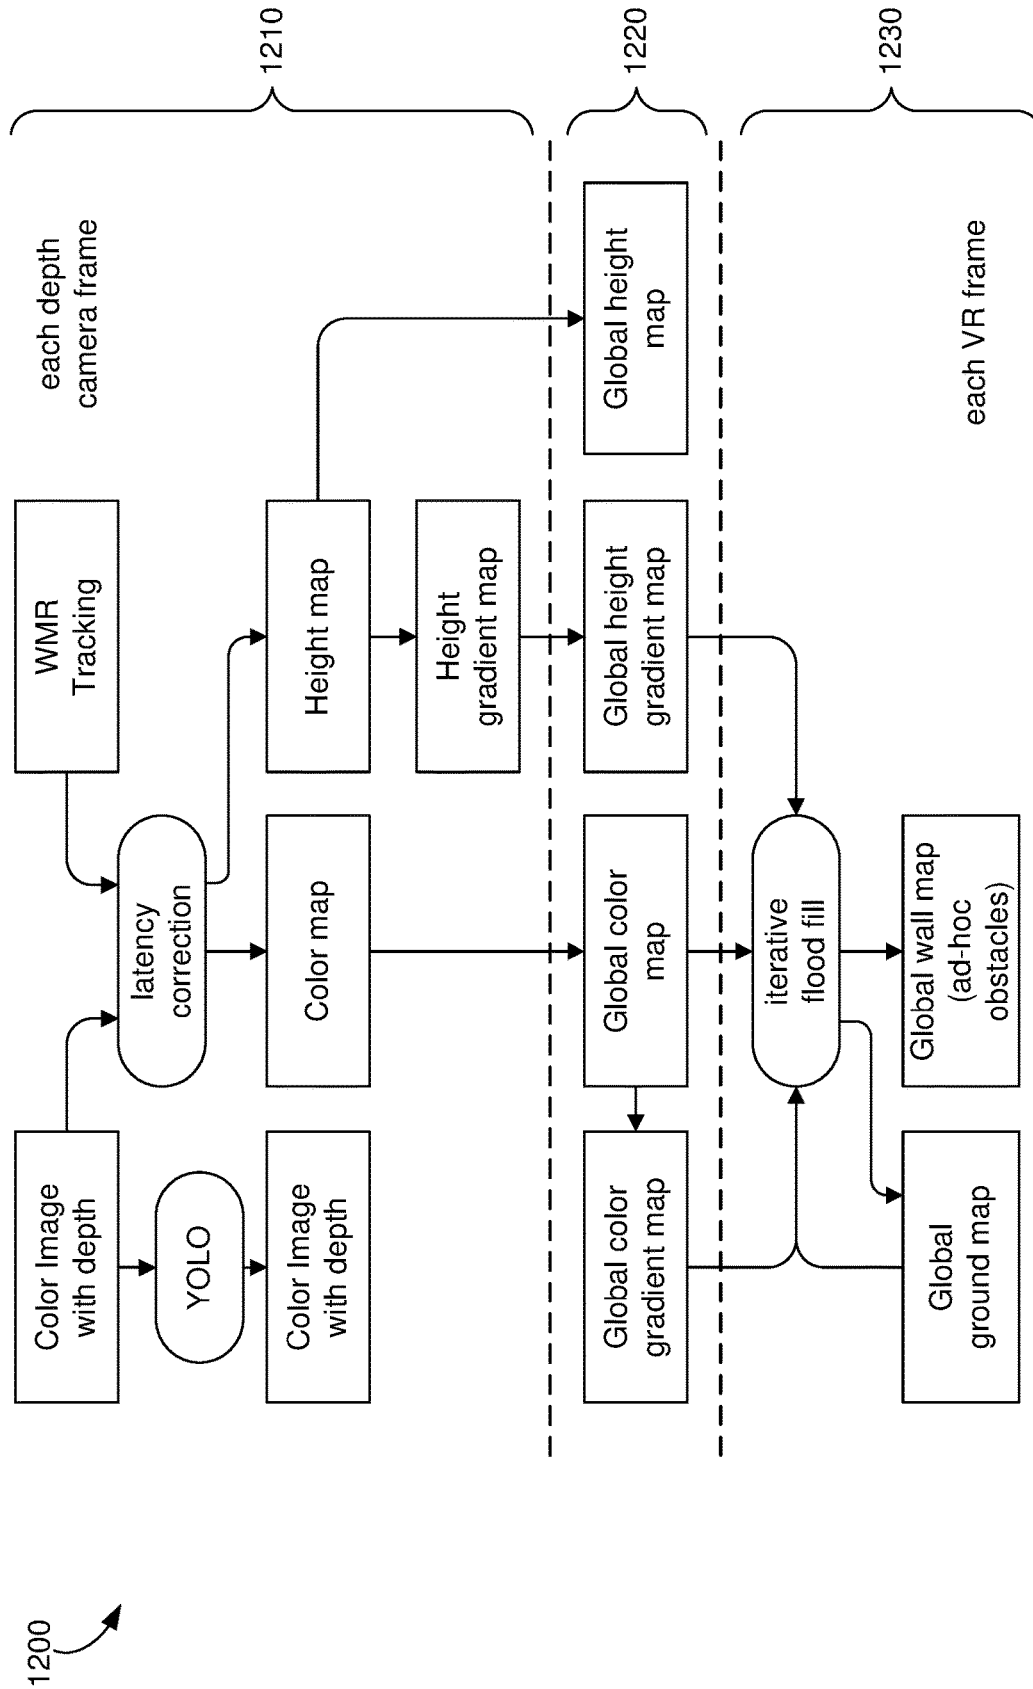 1200
Color Image
with depth
WMR
Tracking
each depth
camera frame
1210
YOLO
latency
correction
Color Image
with depth
Color map
Height map
Height
gradient map
Global color
gradient map
Global color
map
Global height
gradient map
Global height
map
1220
iterative
flood fill
Global
ground map
Global wall map
(ad-hoc
obstacles)
each VR frame
1230